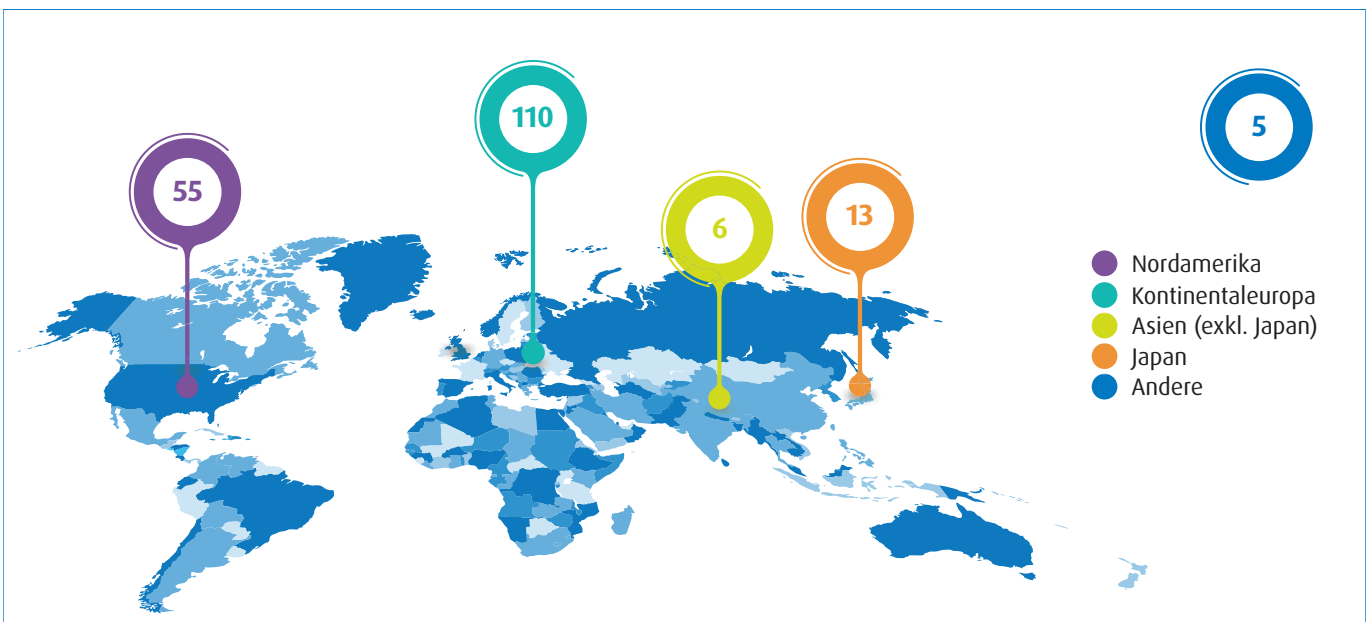 55
110
6
13
5
Nordamerika
Kontinentaleuropa
Asien (exkl. Japan)
Japan
Andere